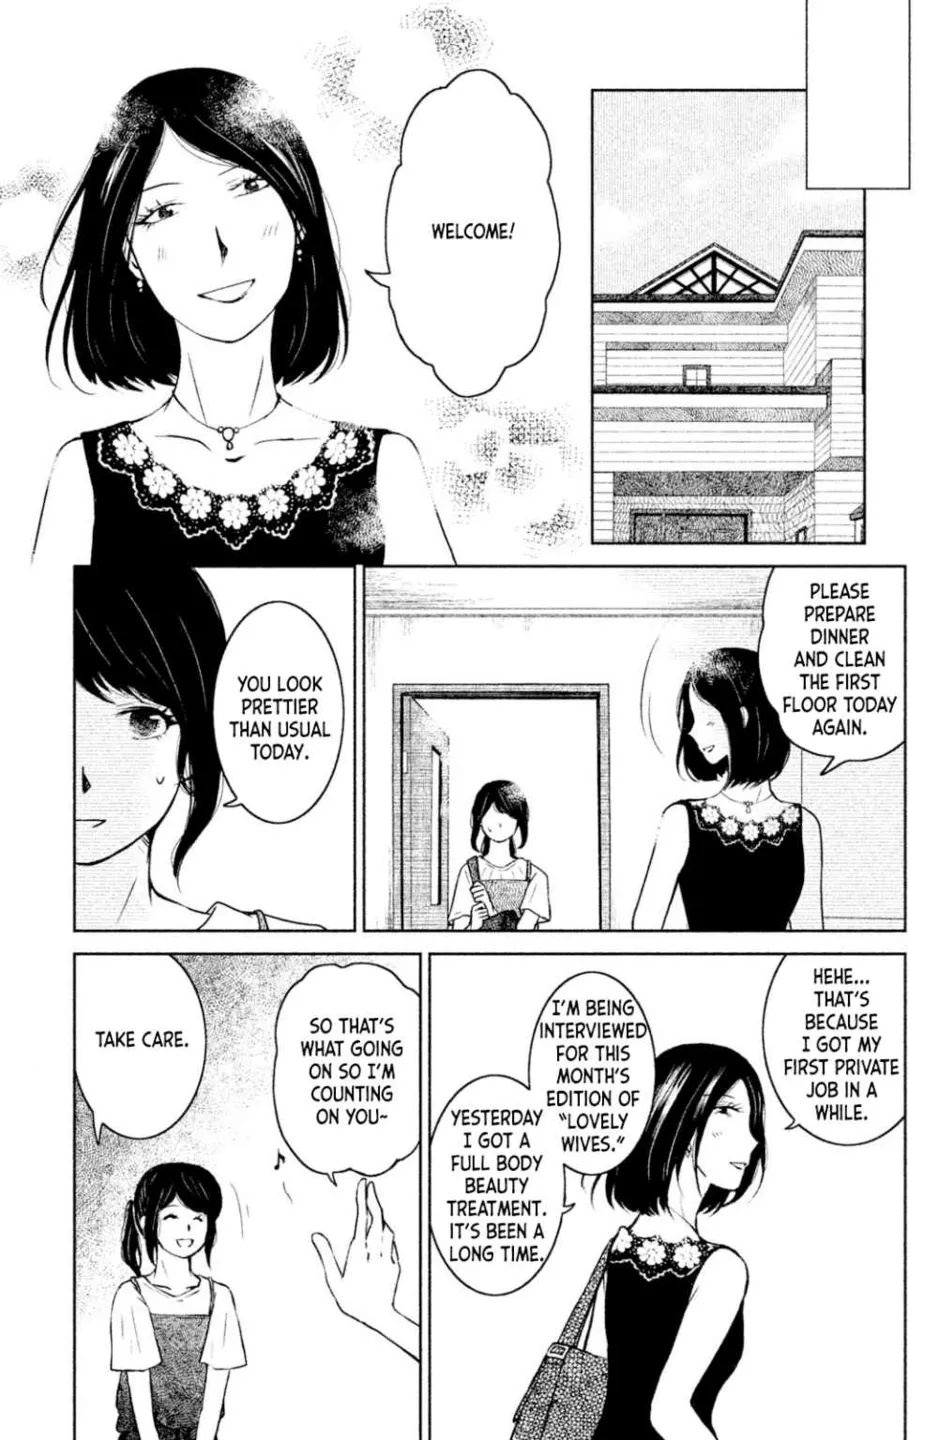 WELCOME!
PLEASE
PREPARE
DINNER
AND CLEAN
THE FIRST
FLOOR TODAY
AGAIN.
YOU LOOK
PRETTIER
THAN USUAL
TODAY.
HEHE...
THAT'S
BECAUSE
I GOT MY
FIRST PRIVATE
JOB IN A
WHILE.
I'M BEING
INTERVIEWED
FOR THIS
MONTH'S
EDITION OF
"LOVELY
WIVES."
YESTERDAY
I GOT A
FULL BODY
BEAUTY
TREATMENT.
IT'S BEEN A
LONG TIME.
SO THAT'S
WHAT GOING
ON SO I'M
COUNTING
ON YOU~
TAKE CARE.